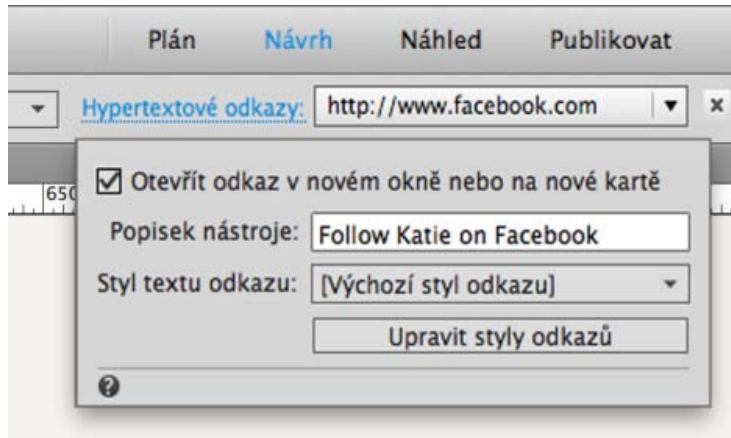 Plán Návrh Náhled Publikovat
Hypertextové odkazy: http://www.facebook.com
650
Otevřít odkaz v novém okně nebo na nové kartě
Popisek nástroje: Follow Katie on Facebook
Styl textu odkazu: [Výchozí styl odkazu]
Upravit styly odkazů